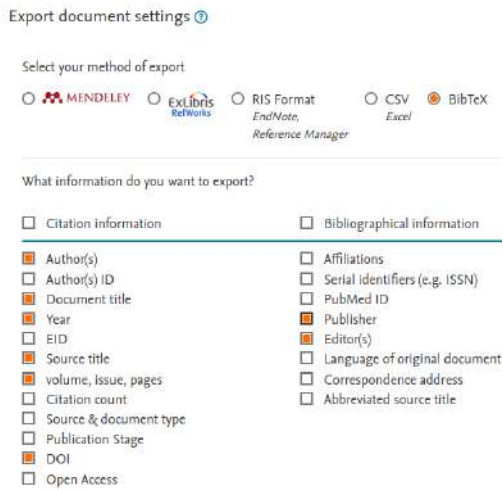 Export document settings
Select your method of export
MENDELEY
ExLibris
RefWorks
RIS Format
EndNote,
Reference Manager
CSV
Excel
BibTeX
What information do you want to export?
Citation information
Author(s)
Author(s) ID
Document title
Year
EID
Source title
volume, issue, pages
Citation count
Source & document type
Publication Stage
DOI
Open Access
Bibliographical information
Affiliations
Serial identifiers (e.g. ISSN)
PubMed ID
Publisher
Editor(s)
Language of original document
Correspondence address
Abbreviated source title